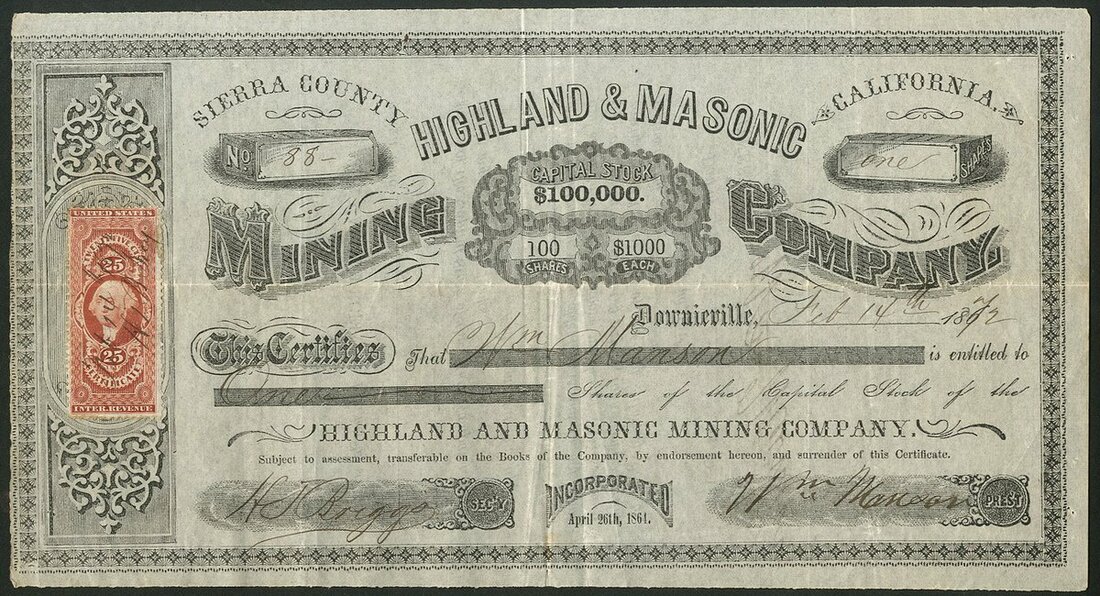 SIERRA COUNTY
CALIFORNIA.
HIGHLAND & MASONIC
No. 88-
one SHARES
CAPITAL STOCK
$100,000.
MINING COMPANY,
100 SHARES $1000 EACH
Downieville, Feb 14th 1872
This Certifies That Wm Manson is entitled to
One Shares of the Capital Stock of the
HIGHLAND AND MASONIC MINING COMPANY.
Subject to assessment, transferable on the Books of the Company, by endorsement hereon, and surrender of this Certificate.
H S Briggs SEC'Y
INCORPORATED
April 26th, 1861.
Wm Manson PRES'T
UNITED STATES
25
25
CERTIFICATE
INTER. REVENUE